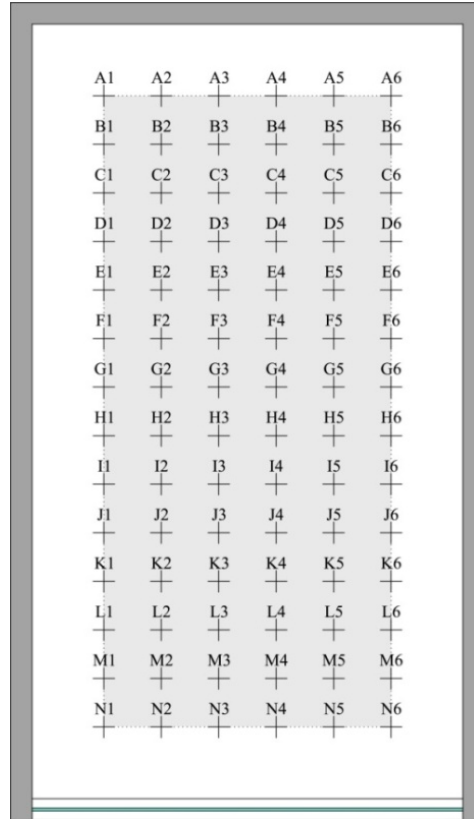 A1 A2 A3 A4 A5 A6
B1 B2 B3 B4 B5 B6
C1 C2 C3 C4 C5 C6
D1 D2 D3 D4 D5 D6
E1 E2 E3 E4 E5 E6
F1 F2 F3 F4 F5 F6
G1 G2 G3 G4 G5 G6
H1 H2 H3 H4 H5 H6
I1 I2 I3 I4 I5 I6
J1 J2 J3 J4 J5 J6
K1 K2 K3 K4 K5 K6
L1 L2 L3 L4 L5 L6
M1 M2 M3 M4 M5 M6
N1 N2 N3 N4 N5 N6